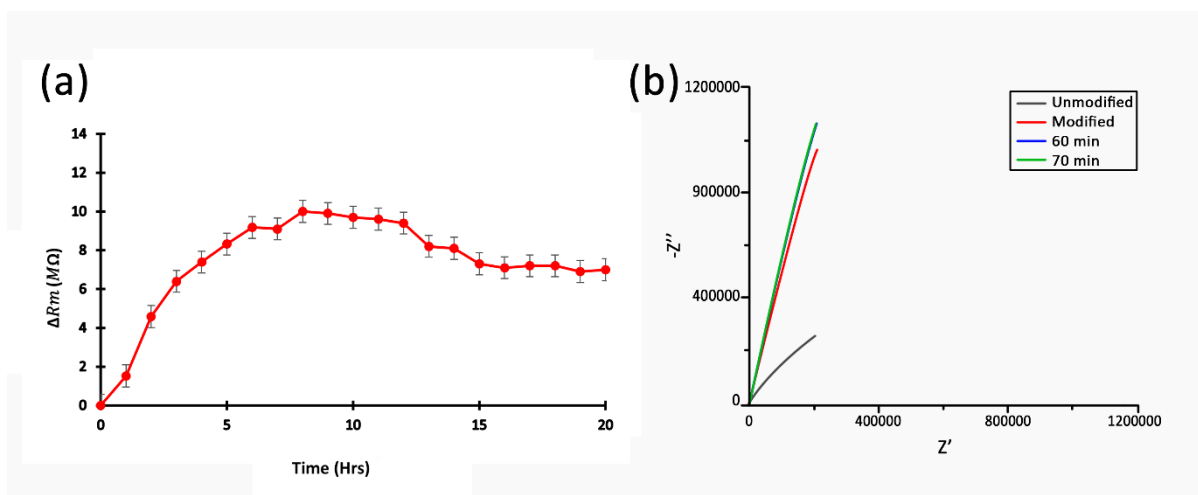 (a)
14
12
10
8
6
4
2
0
ΔRm (MΩ)
0 5 10 15 20
Time (Hrs)
(b)
1200000
900000
400000
0
-Z''
0 400000 800000 1200000
Z'
Unmodified
Modified
60 min
70 min